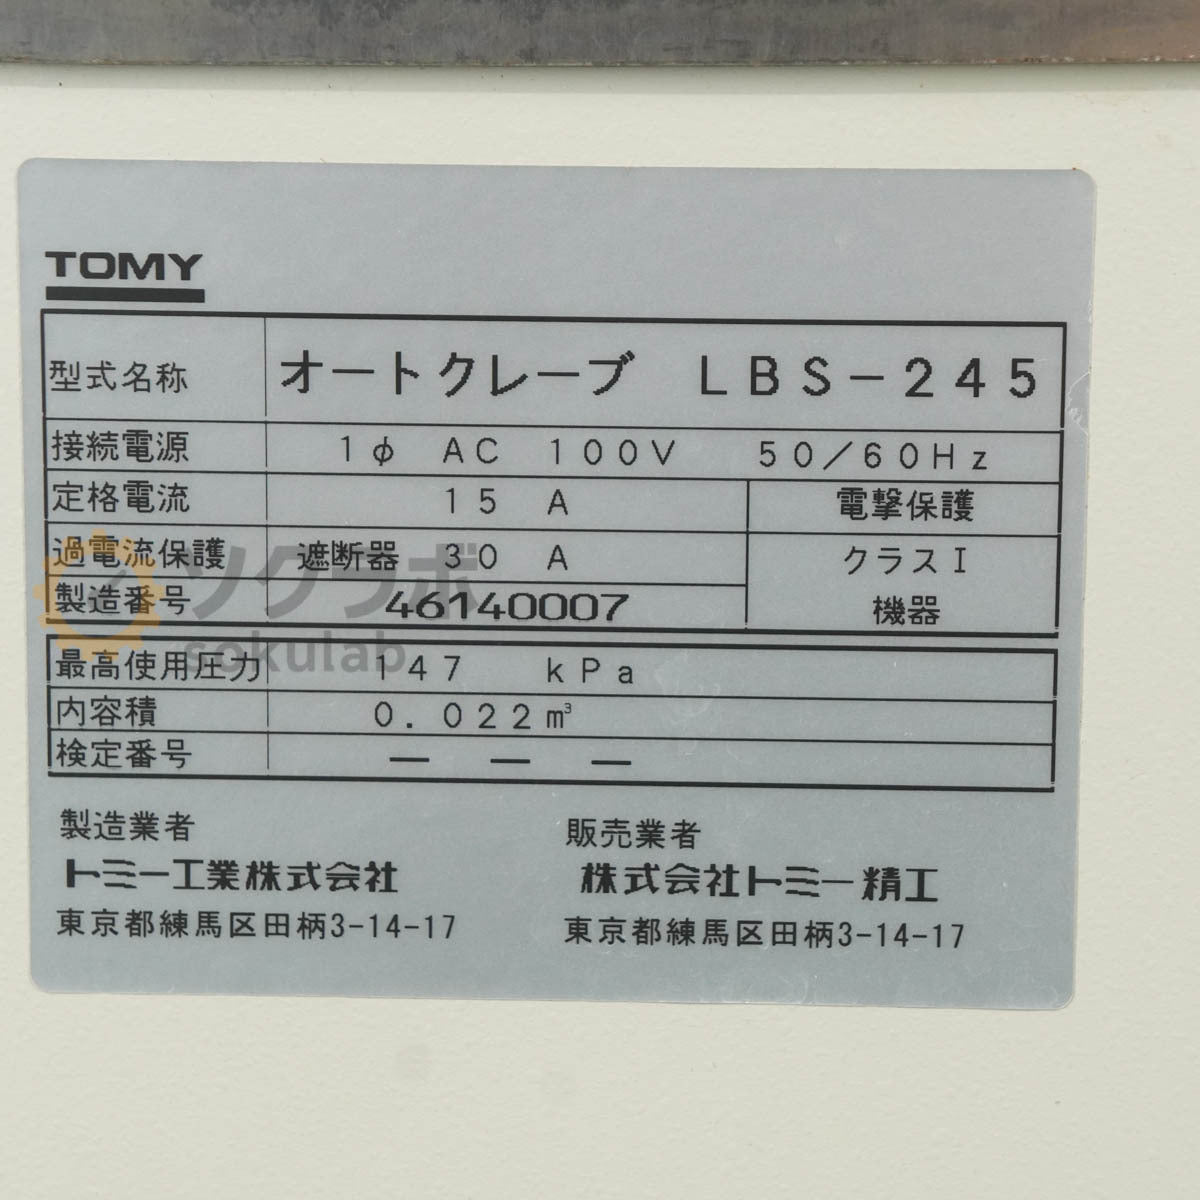 TOMY
型式名称 オートクレーブ LBS-245
接続電源 1φ AC 100V 50/60Hz
定格電流 15 A 電撃保護
過電流保護 遮断器 30 A クラスI
製造番号 46140007 機器
ソクラボ
sokulab
最高使用圧力 147 kPa
内容積 0.022m³
検定番号 — — —
製造業者 販売業者
トミー工業株式会社 株式会社トミー精工
東京都練馬区田柄3-14-17 東京都練馬区田柄3-14-17